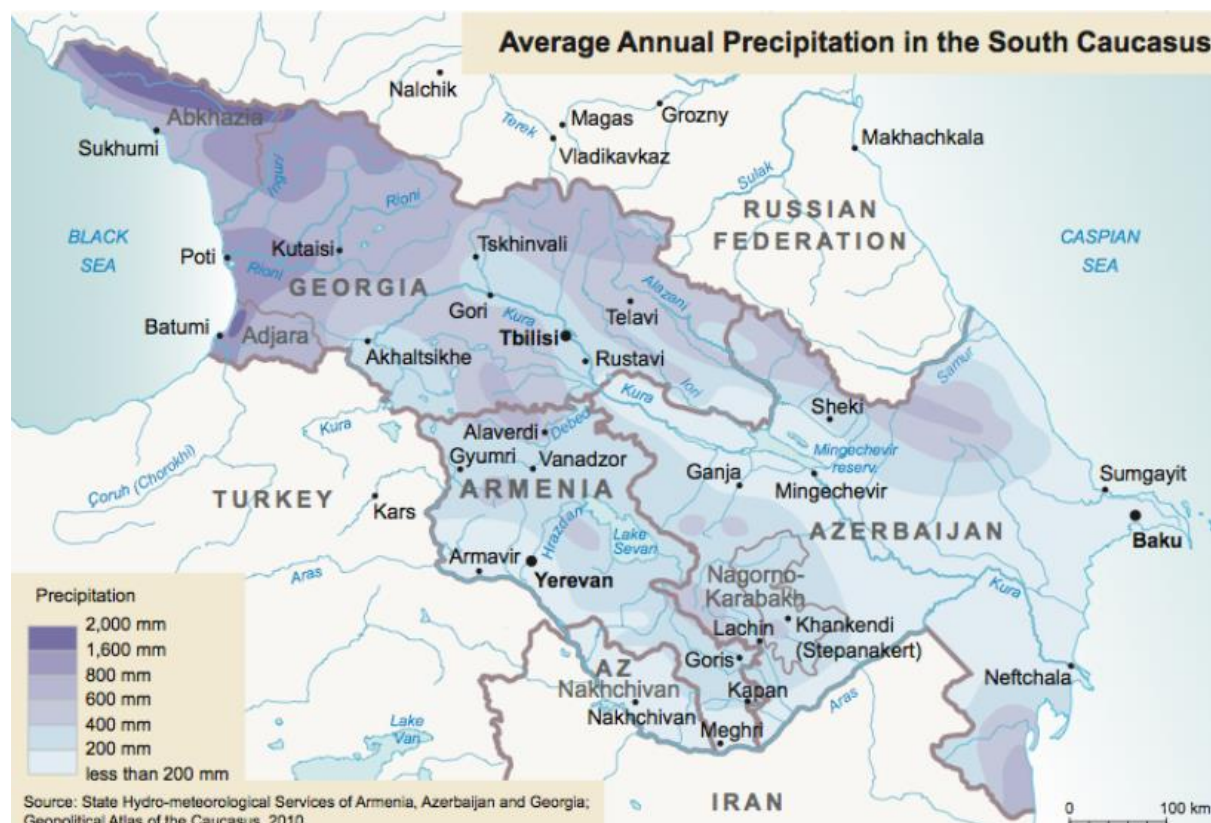 Average Annual Precipitation in the South Caucasus
Nalchik
Terek
Magas
Grozny
Vladikavkaz
Makhachkala
Abkhazia
Sukhumi
Inguri
Rioni
Sulak
RUSSIAN
FEDERATION
BLACK
SEA
CASPIAN
SEA
Poti
Kutaisi
Rioni
GEORGIA
Tskhinvali
Gori
Kura
Alazani
Telavi
Batumi
Adjara
Akhaltsikhe
Tbilisi
Rustavi
Iori
Samur
Kura
Kura
Sheki
Alaverdi
Debed
Gyumri
Vanadzor
Mingechevir
reserv.
Ganja
Mingechevir
Sumgayit
Çoruh (Chorokhi)
TURKEY
Kars
ARMENIA
AZERBAIJAN
Baku
Hrazdan
Lake
Sevan
Armavir
Yerevan
Aras
Nagorno-
Karabakh
Kura
Lachin
Khankendi
(Stepanakert)
Goris
AZ
Nakhchivan
Nakhchivan
Kapan
Meghri
Aras
Neftchala
Lake
Van
IRAN
Precipitation
2,000 mm
1,600 mm
800 mm
600 mm
400 mm
200 mm
less than 200 mm
Source: State Hydro-meteorological Services of Armenia, Azerbaijan and Georgia;
Geopolitical Atlas of the Caucasus, 2010
0 100 km